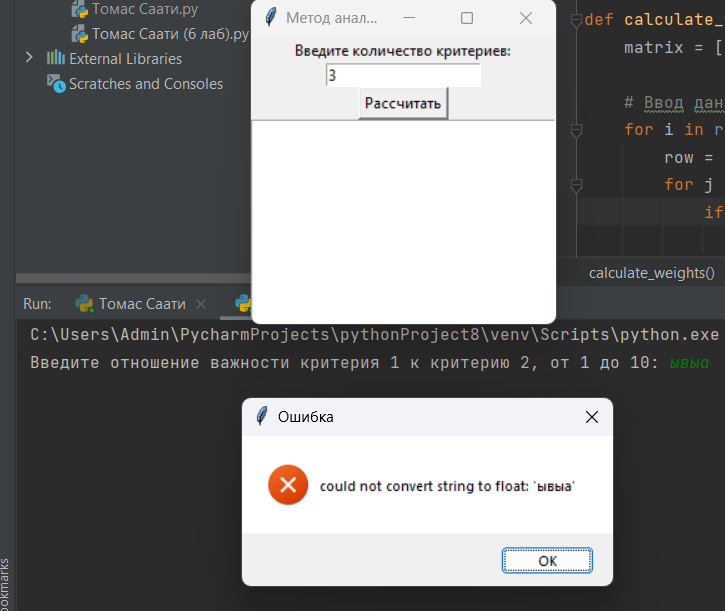 Томас Саати.py
Томас Саати (6 лаб).py
External Libraries
Scratches and Consoles
Метод анал...
Введите количество критериев:
3
Рассчитать
def calculate_
matrix = [
# Ввод дан
for i in r
row =
for j
if
calculate_weights()
Run:
Томас Саати
C:\Users\Admin\PycharmProjects\pythonProject8\venv\Scripts\python.exe
Введите отношение важности критерия 1 к критерию 2, от 1 до 10: ывыа
Ошибка
could not convert string to float: 'ывыа'
OK
ookmarks